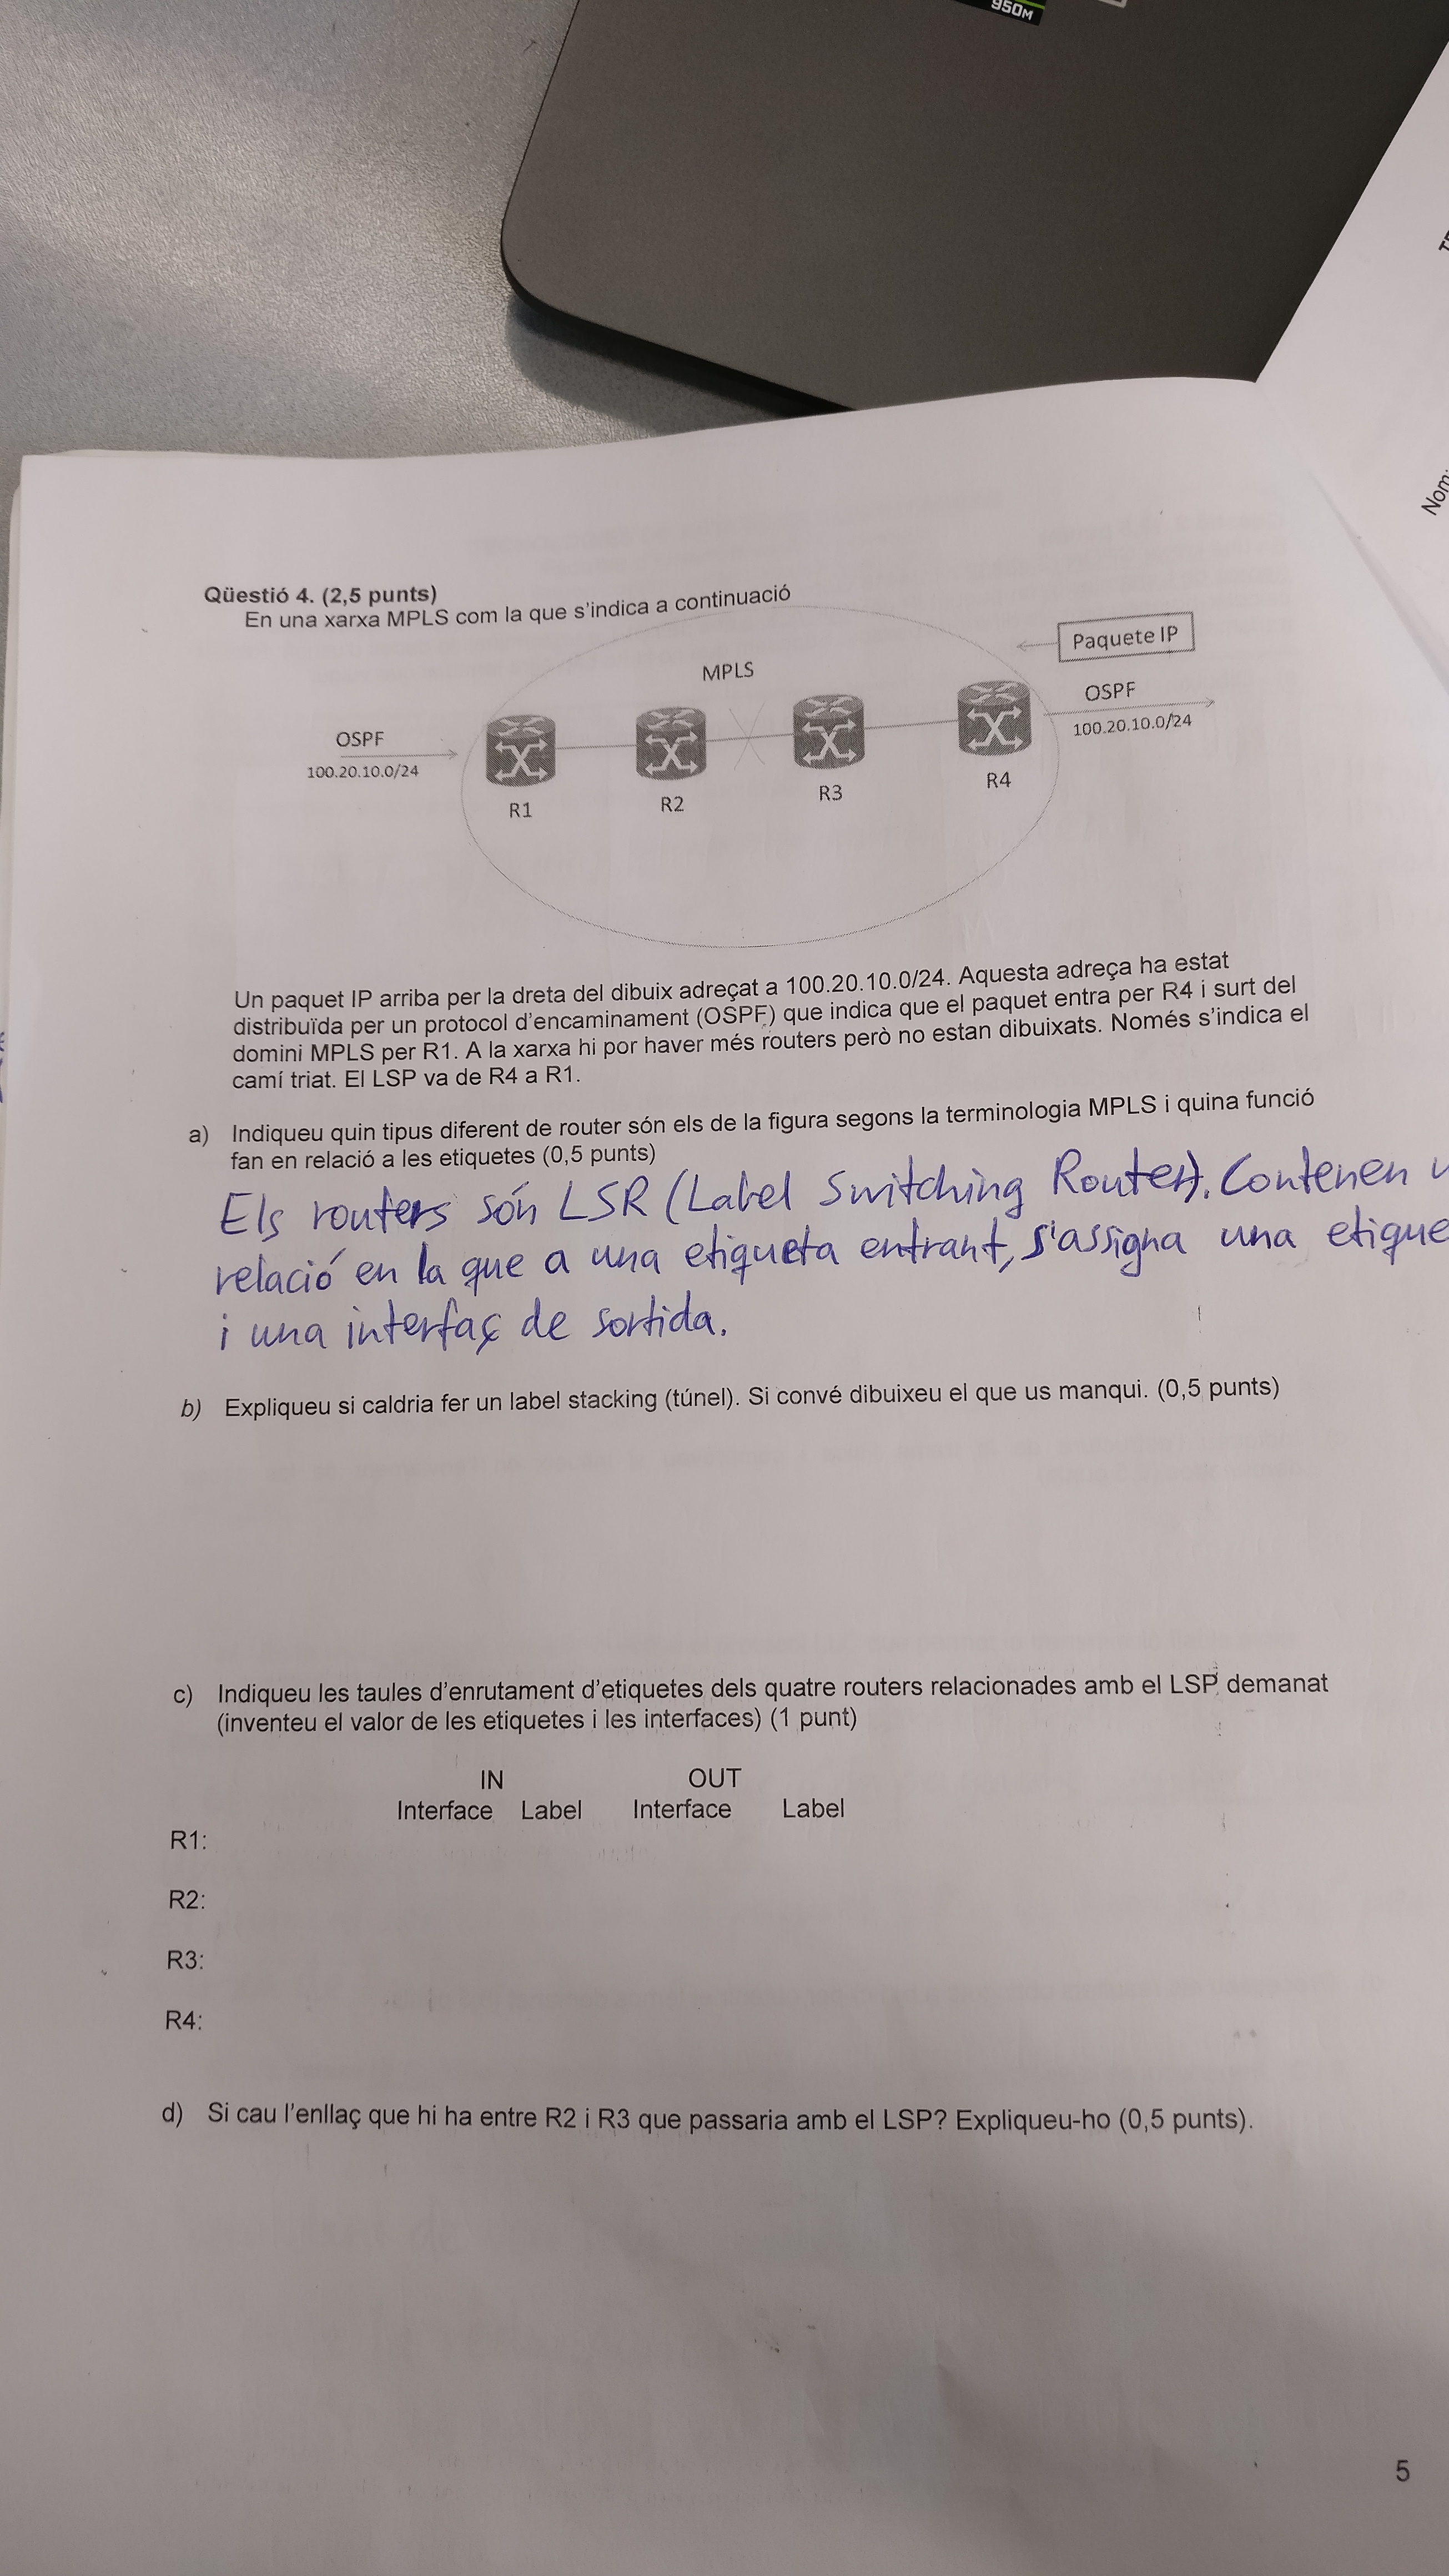 950M
Nom:
Qüestió 4. (2,5 punts)
En una xarxa MPLS com la que s'indica a continuació
Paquete IP
MPLS
OSPF
100.20.10.0/24
OSPF
100.20.10.0/24
R1
R2
R3
R4
Un paquet IP arriba per la dreta del dibuix adreçat a 100.20.10.0/24. Aquesta adreça ha estat
distribuïda per un protocol d'encaminament (OSPF) que indica que el paquet entra per R4 i surt del
domini MPLS per R1. A la xarxa hi por haver més routers però no estan dibuixats. Només s'indica el
camí triat. El LSP va de R4 a R1.
a) Indiqueu quin tipus diferent de router són els de la figura segons la terminologia MPLS i quina funció
fan en relació a les etiquetes (0,5 punts)
Els routers són LSR (Label Switching Router). Contenen
relació en la que a una etiqueta entrant, s'assigna una etique
i una interfaç de sortida.
b) Expliqueu si caldria fer un label stacking (túnel). Si convé dibuixeu el que us manqui. (0,5 punts)
c) Indiqueu les taules d'enrutament d'etiquetes dels quatre routers relacionades amb el LSP demanat
(inventeu el valor de les etiquetes i les interfaces) (1 punt)
IN OUT
Interface Label Interface Label
R1:
R2:
R3:
R4:
d) Si cau l'enllaç que hi ha entre R2 i R3 que passaria amb el LSP? Expliqueu-ho (0,5 punts).
5